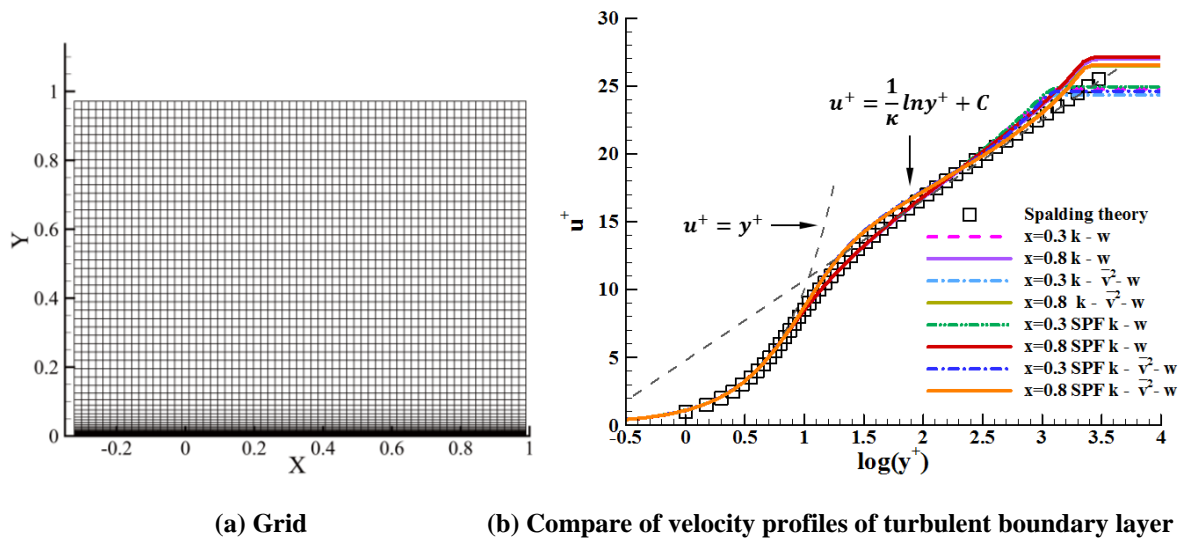 Y
1
0.8
0.6
0.4
0.2
0
-0.2 0 0.2 0.4 0.6 0.8 1
X
u⁺
30
25
20
15
10
5
0
-0.5 0 0.5 1 1.5 2 2.5 3 3.5 4
log(y⁺)
u⁺ = 1/κ lny⁺ + C
u⁺ = y⁺
Spalding theory
x=0.3 k - w
x=0.8 k - w
x=0.3 k - v̄² - w
x=0.8 k - v̄² - w
x=0.3 SPF k - w
x=0.8 SPF k - w
x=0.3 SPF k - v̄² - w
x=0.8 SPF k - v̄² - w
(a) Grid
(b) Compare of velocity profiles of turbulent boundary layer